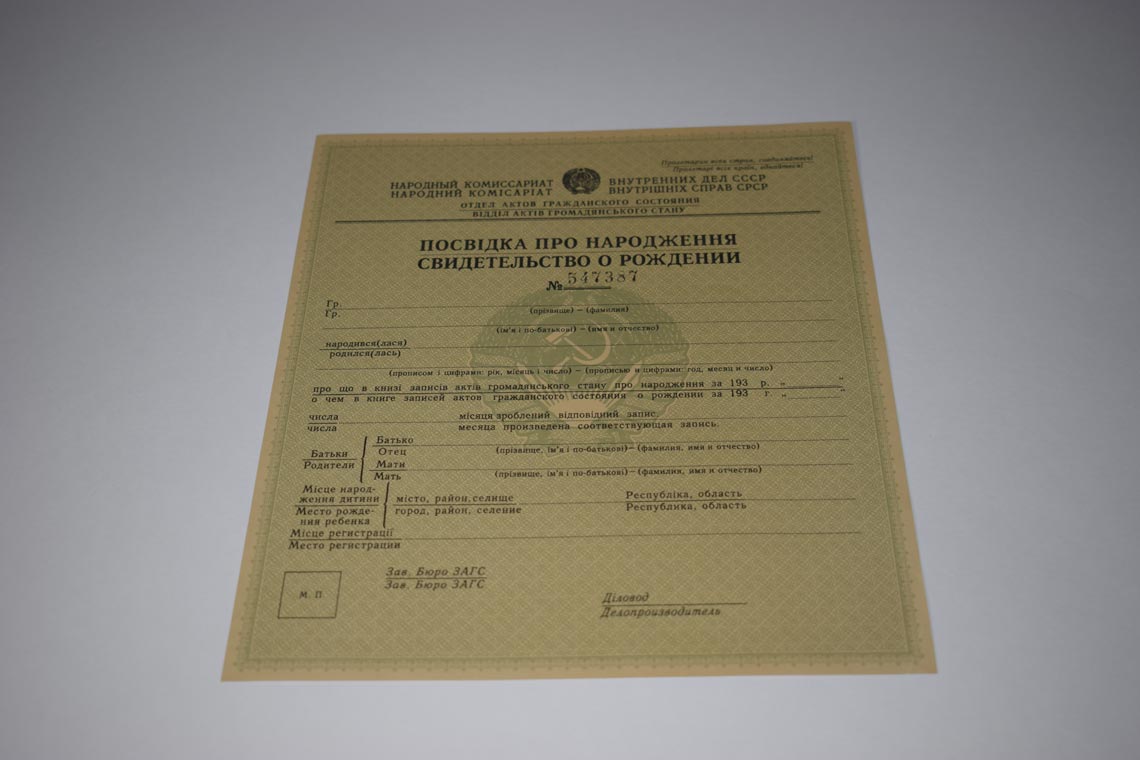 Пролетарии всех стран, соединяйтесь!
Пролетарі всіх країн, єднайтеся!
НАРОДНЫЙ КОМИССАРИАТ ВНУТРЕННИХ ДЕЛ СССР
НАРОДНИЙ КОМІСАРІАТ ВНУТРІШНІХ СПРАВ СРСР
ОТДЕЛ АКТОВ ГРАЖДАНСКОГО СОСТОЯНИЯ
ВІДДІЛ АКТІВ ГРОМАДЯНСЬКОГО СТАНУ
ПОСВІДКА ПРО НАРОДЖЕННЯ
СВИДЕТЕЛЬСТВО О РОЖДЕНИИ
№ 547387
Гр.
Гр.
(прізвище) – (фамилия)
(ім'я і по-батькові) – (имя и отчество)
народився(лася)
родился(лась)
(прописом і цифрами: рік, місяць і число) – (прописью и цифрами: год, месяц и число)
про що в книзі записів актів громадянського стану про народження за 193 р. „ "
о чем в книге записей актов гражданского состояния о рождении за 193 г. „ "
числа місяця зроблений відповідний запис.
числа месяца произведена соответствующая запись.
Батьки
Родители
Батько
Отец (прізвище, ім'я і по-батькові)– (фамилия, имя и отчество)
Мати
Мать (прізвище, ім'я і по-батькові)– (фамилия, имя и отчество)
Місце народ-
ження дитини
Место рожде-
ния ребенка
місто, район, селище Республіка, область
город, район, селение Республика, область
Місце регистрації
Место регистрации
М. П
Зав. Бюро ЗАГС
Зав. Бюро ЗАГС
Діловод
Делопроизводитель